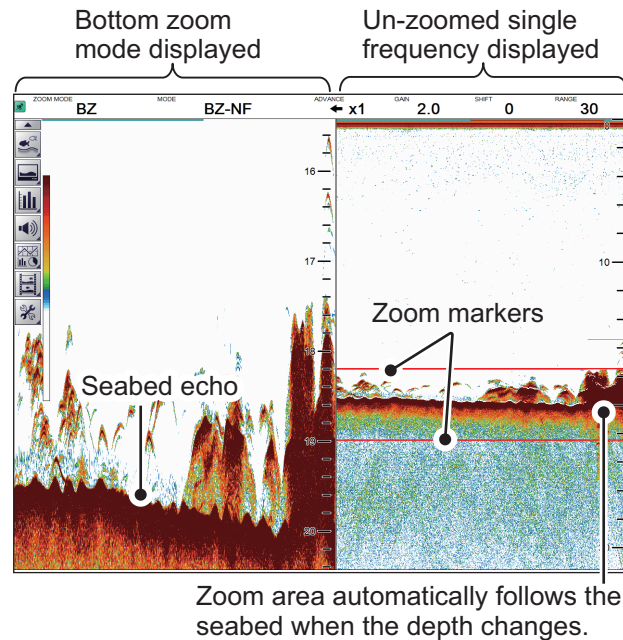 Bottom zoom
mode displayed
Un-zoomed single
frequency displayed
ZOOM MODE
BZ
MODE
BZ-NF
ADVANCE
x1
GAIN
2.0
SHIFT
0
RANGE
30
16
17
18
19
20
0
10
Zoom markers
Seabed echo
Zoom area automatically follows the
seabed when the depth changes.